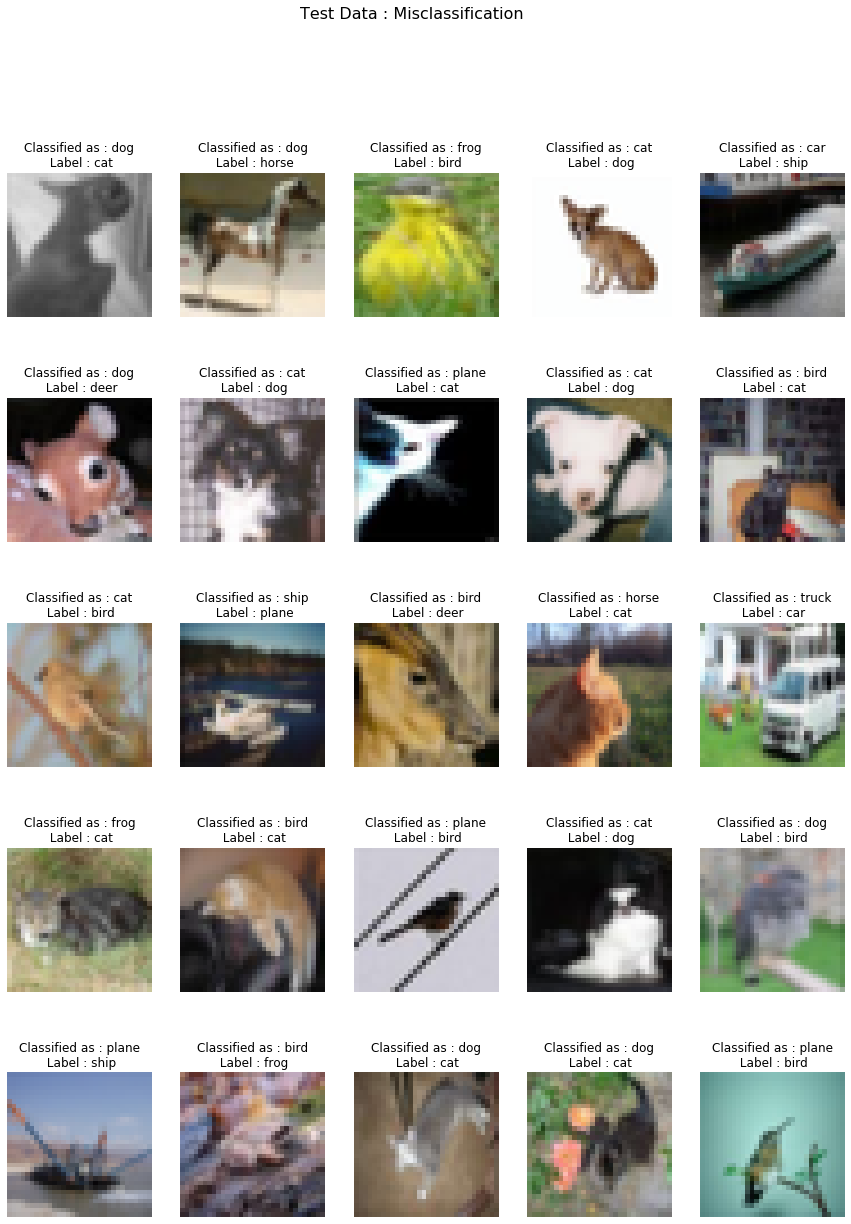 Test Data : Misclassification
Classified as : dog
Label : cat
Classified as : dog
Label : horse
Classified as : frog
Label : bird
Classified as : cat
Label : dog
Classified as : car
Label : ship
Classified as : dog
Label : deer
Classified as : cat
Label : dog
Classified as : plane
Label : cat
Classified as : cat
Label : dog
Classified as : bird
Label : cat
Classified as : cat
Label : bird
Classified as : ship
Label : plane
Classified as : bird
Label : deer
Classified as : horse
Label : cat
Classified as : truck
Label : car
Classified as : frog
Label : cat
Classified as : bird
Label : cat
Classified as : plane
Label : bird
Classified as : cat
Label : dog
Classified as : dog
Label : bird
Classified as : plane
Label : ship
Classified as : bird
Label : frog
Classified as : dog
Label : cat
Classified as : dog
Label : cat
Classified as : plane
Label : bird